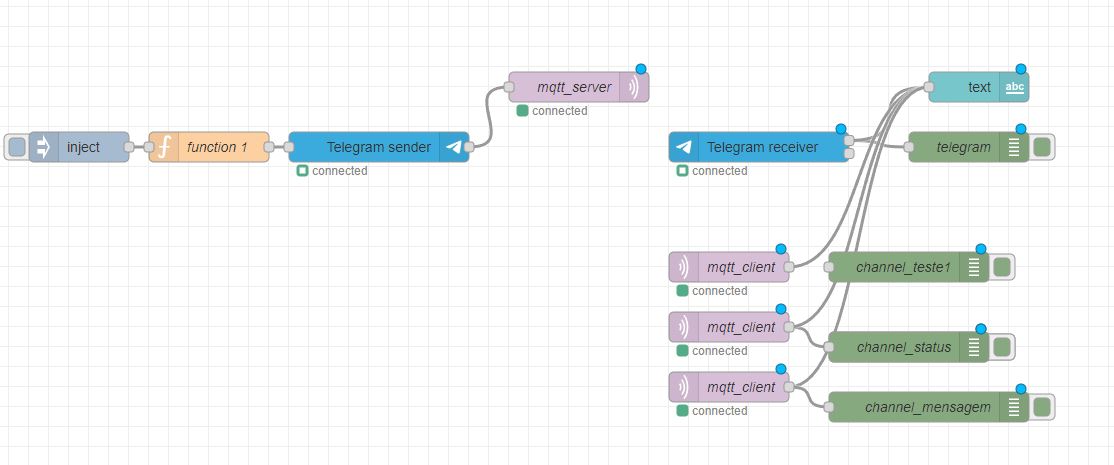 mqtt_server
text
abc
connected
inject
function 1
Telegram sender
Telegram receiver
telegram
connected
connected
mqtt_client
channel_teste1
connected
mqtt_client
channel_status
connected
mqtt_client
channel_mensagem
connected